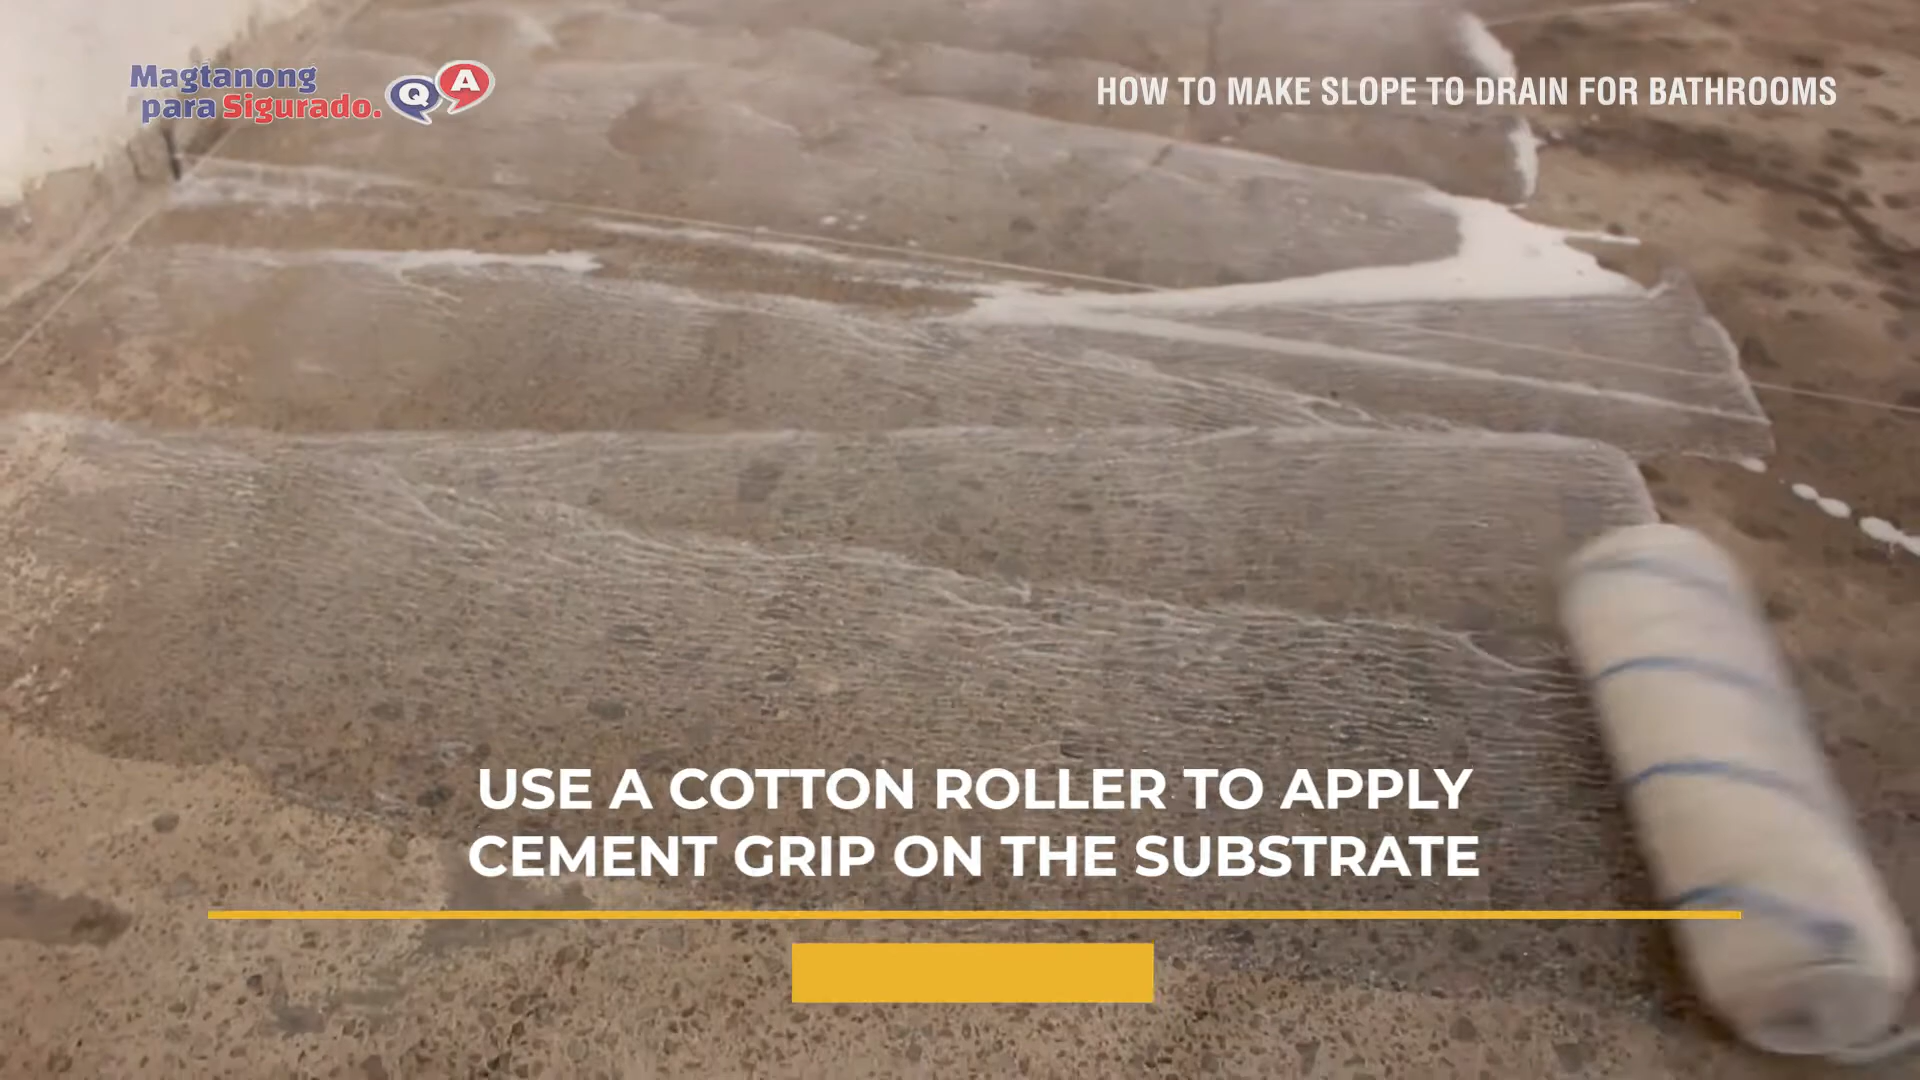 Magtanong
para Sigurado.
Q A
HOW TO MAKE SLOPE TO DRAIN FOR BATHROOMS
USE A COTTON ROLLER TO APPLY
CEMENT GRIP ON THE SUBSTRATE